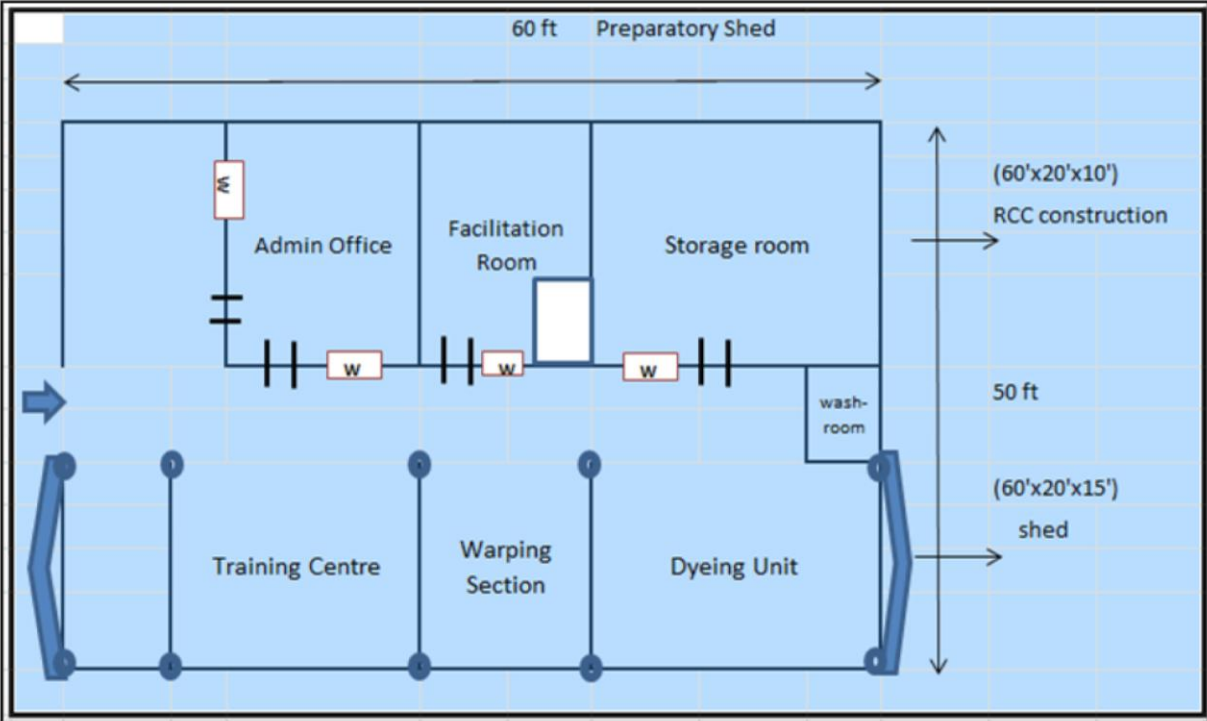 60 ft Preparatory Shed
(60'x20'x10')
RCC construction
W
Admin Office
Facilitation
Room
Storage room
W
W
W
50 ft
wash-
room
(60'x20'x15')
shed
Training Centre
Warping
Section
Dyeing Unit